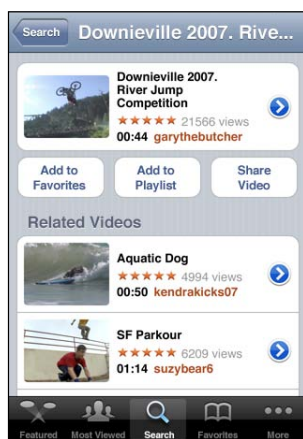 Search
Downieville 2007. Rive...
Downieville 2007.
River Jump
Competition
21566 views
00:44 garythebutcher
Add to
Favorites
Add to
Playlist
Share
Video
Related Videos
Aquatic Dog
4994 views
00:50 kendrakicks07
SF Parkour
6209 views
01:14 suzybear6
Featured
Most Viewed
Search
Favorites
More